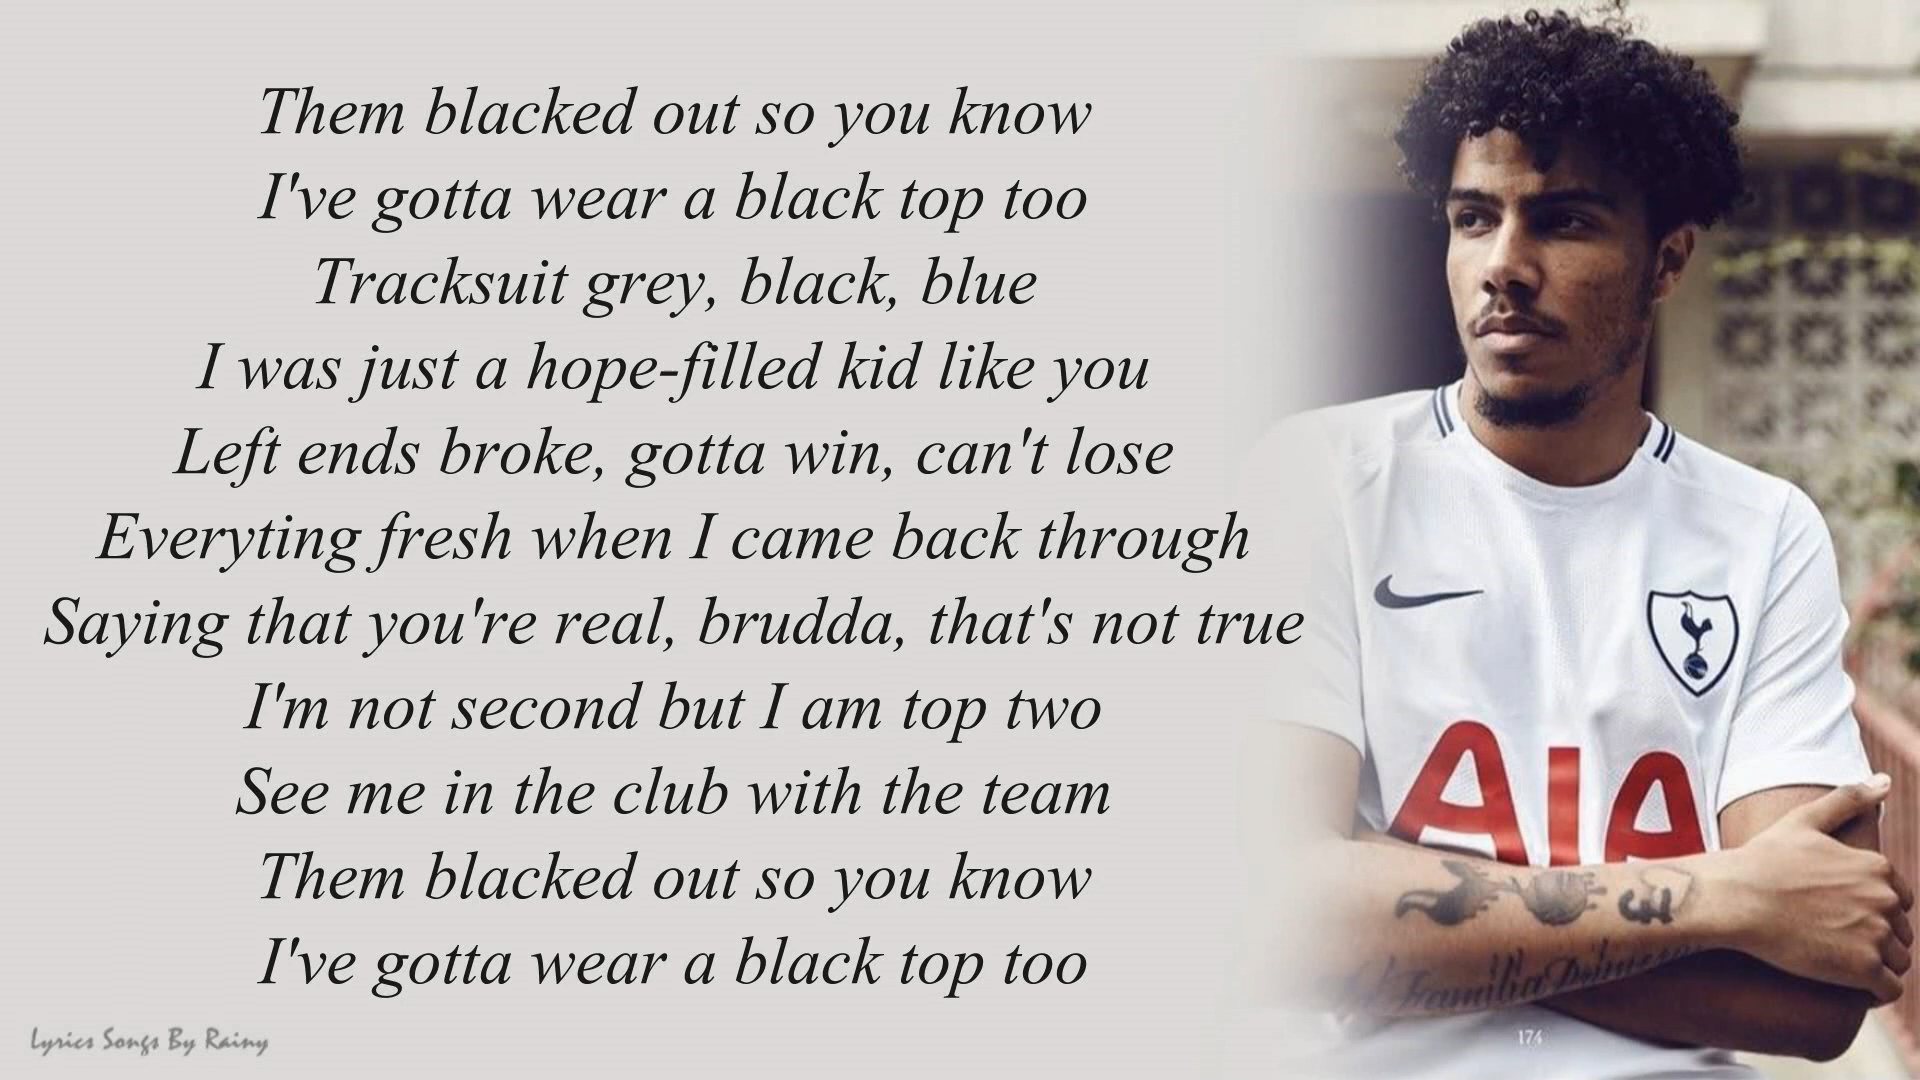 Them blacked out so you know
I've gotta wear a black top too
Tracksuit grey, black, blue
I was just a hope-filled kid like you
Left ends broke, gotta win, can't lose
Everyting fresh when I came back through
Saying that you're real, brudda, that's not true
I'm not second but I am top two
See me in the club with the team
Them blacked out so you know
I've gotta wear a black top too
AIA
£
Familia
174
Lyrics Songs By Rainy